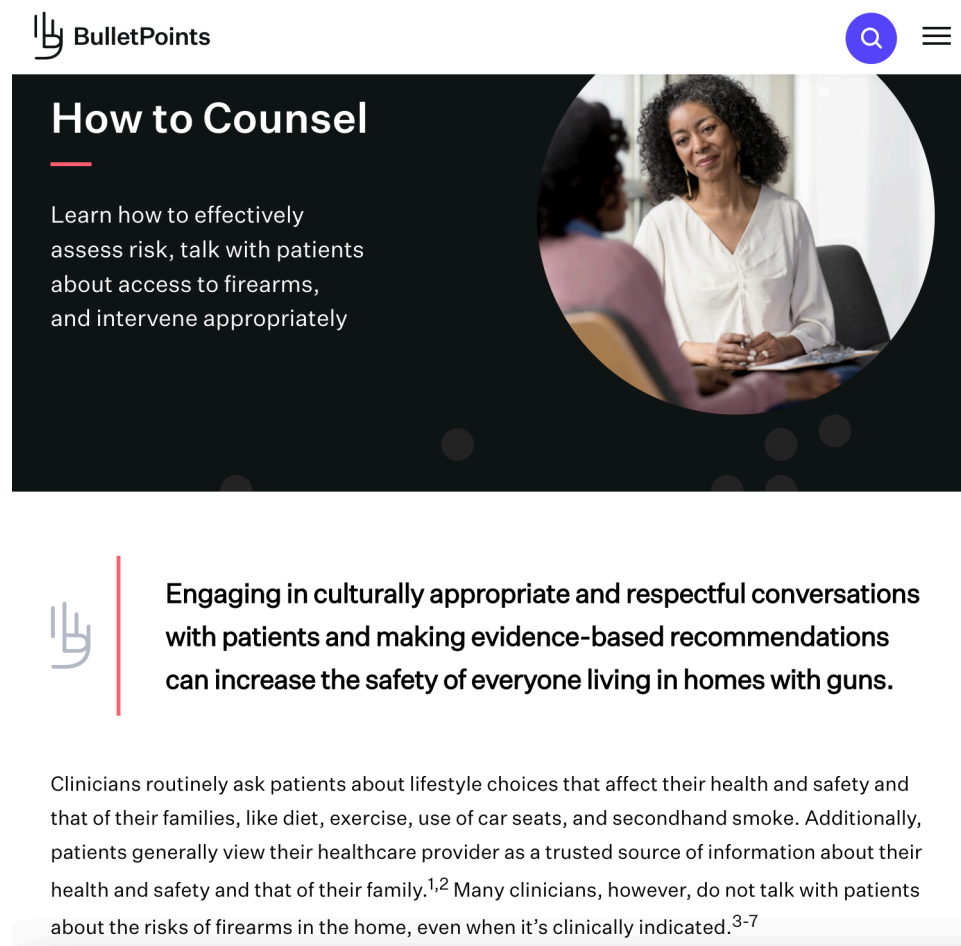 BulletPoints
How to Counsel
Learn how to effectively
assess risk, talk with patients
about access to firearms,
and intervene appropriately
Engaging in culturally appropriate and respectful conversations
with patients and making evidence-based recommendations
can increase the safety of everyone living in homes with guns.
Clinicians routinely ask patients about lifestyle choices that affect their health and safety and
that of their families, like diet, exercise, use of car seats, and secondhand smoke. Additionally,
patients generally view their healthcare provider as a trusted source of information about their
health and safety and that of their family.1,2 Many clinicians, however, do not talk with patients
about the risks of firearms in the home, even when it’s clinically indicated.3-7